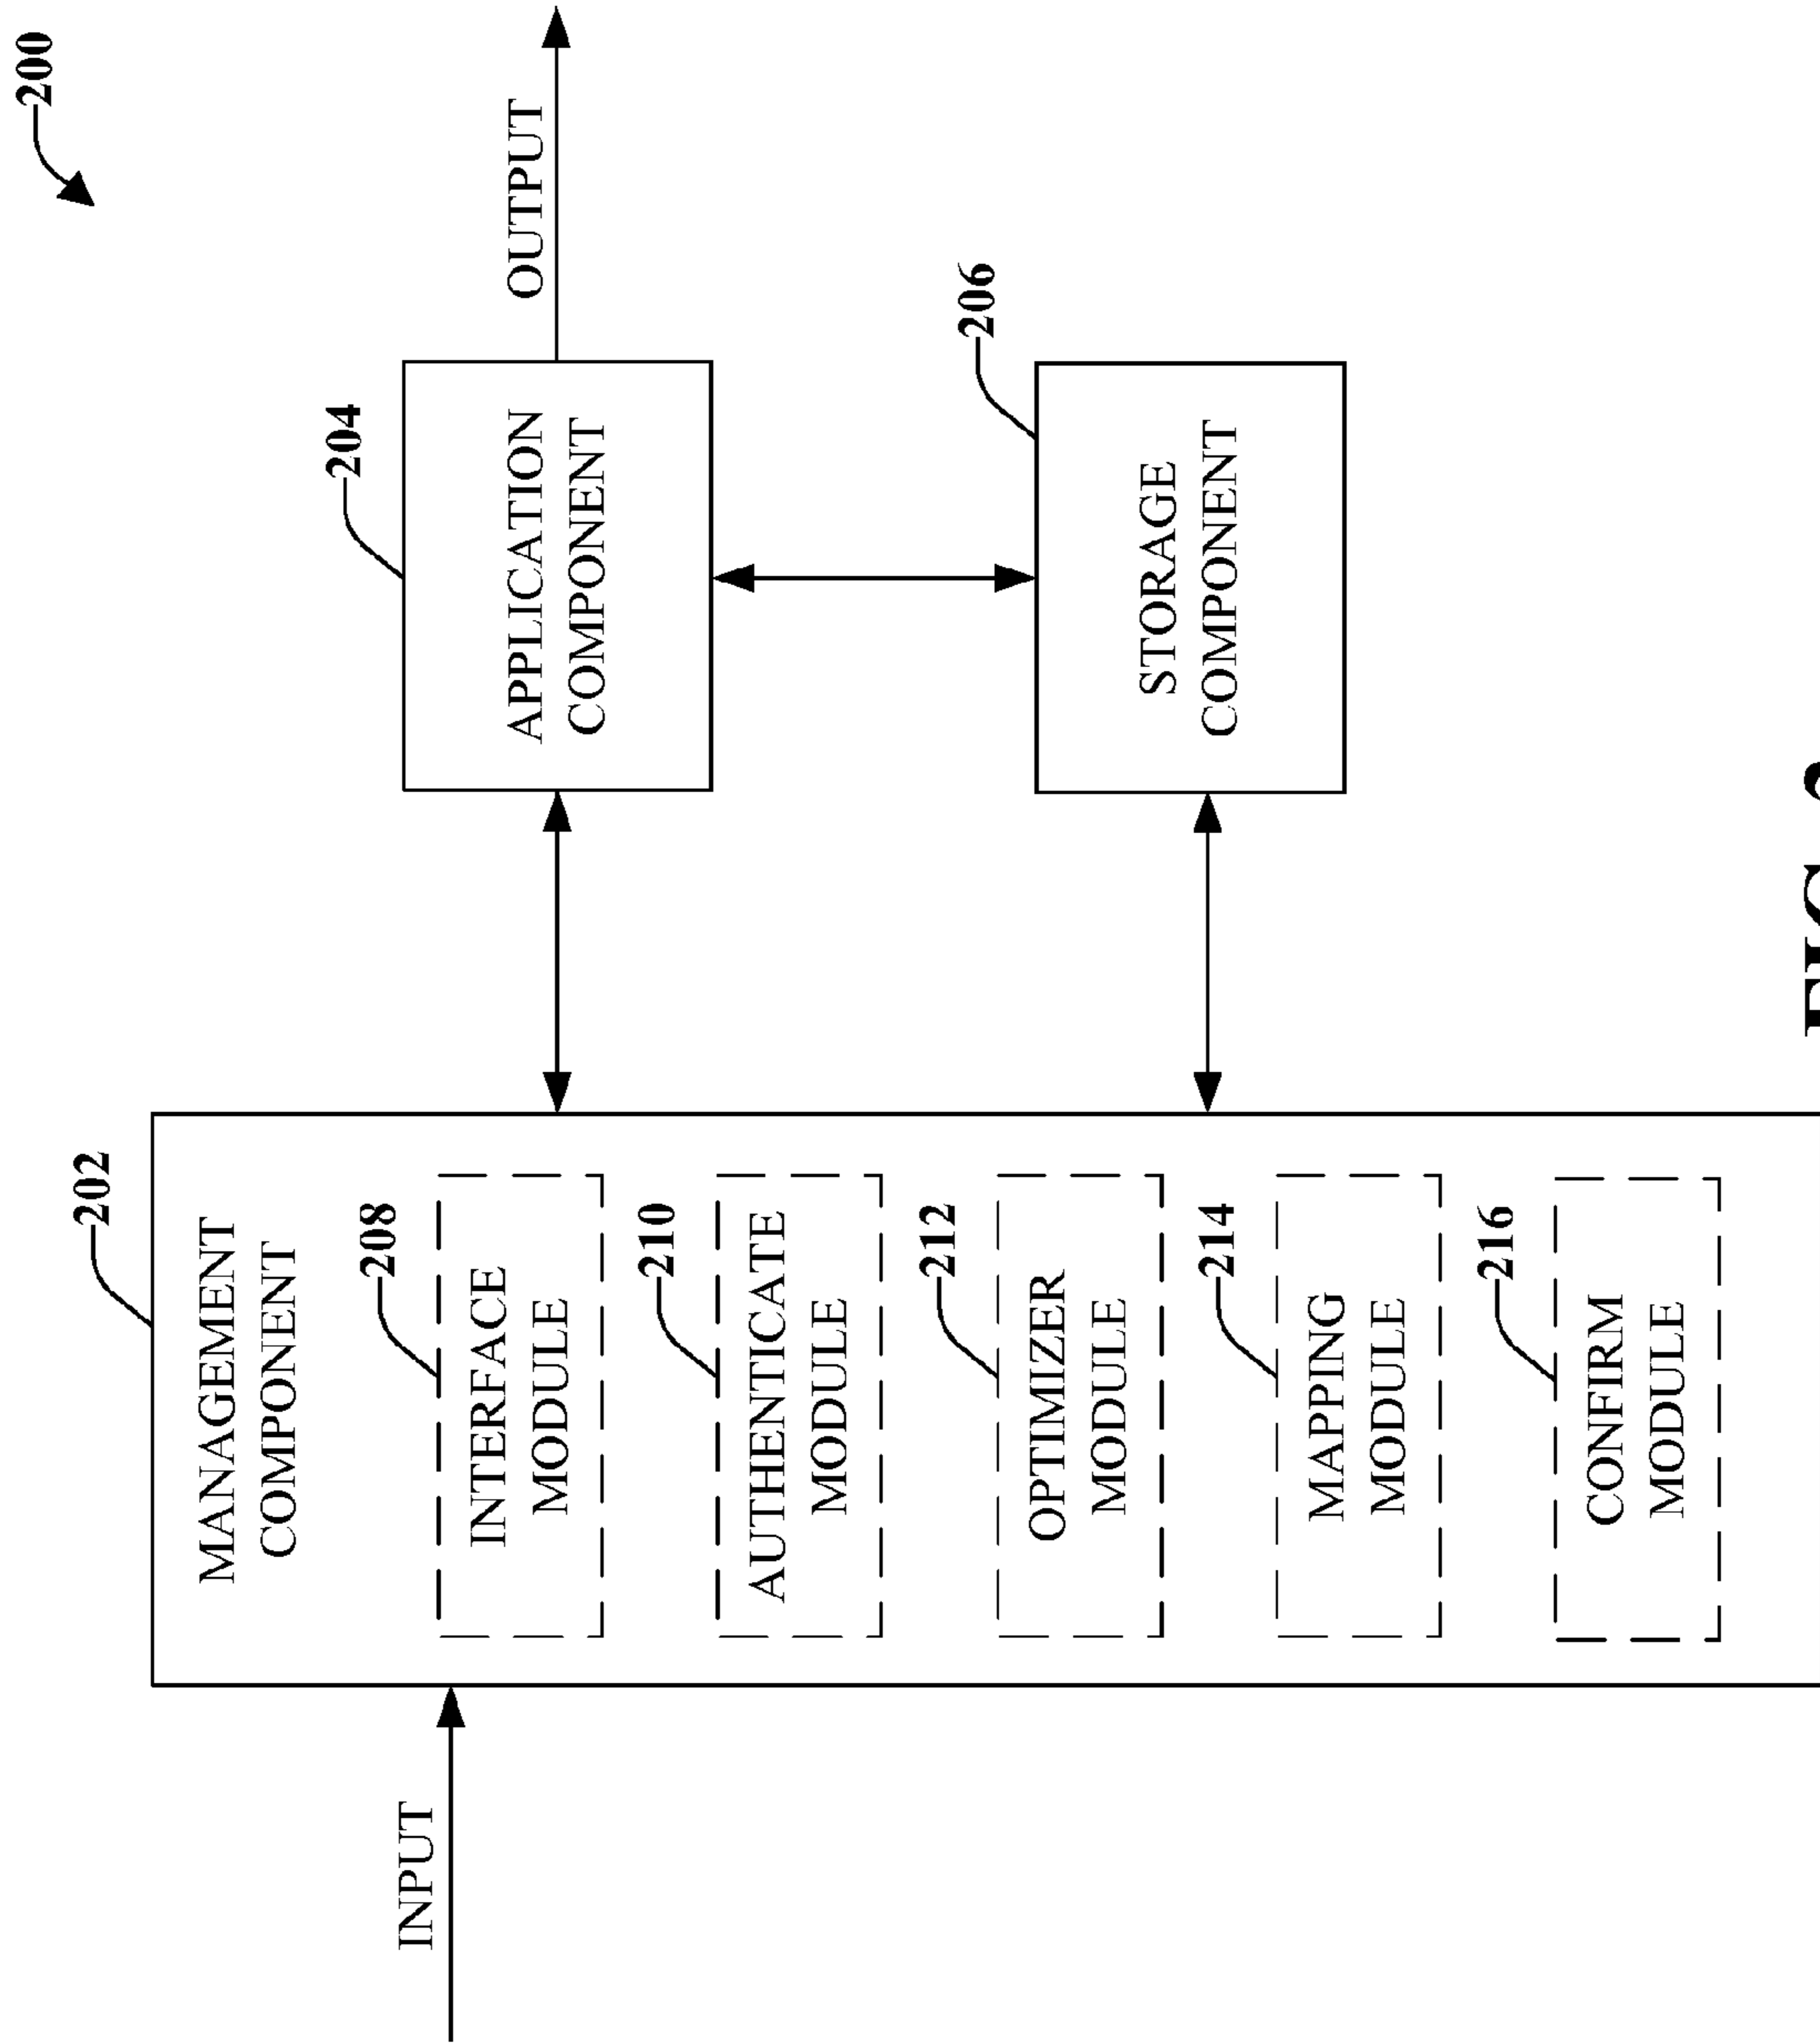 200
202
MANAGEMENT
COMPONENT
INPUT
208
INTERFACE
MODULE
210
AUTHENTICATE
MODULE
212
OPTIMIZER
MODULE
214
MAPPING
MODULE
216
CONFIRM
MODULE
204
APPLICATION
COMPONENT
OUTPUT
206
STORAGE
COMPONENT